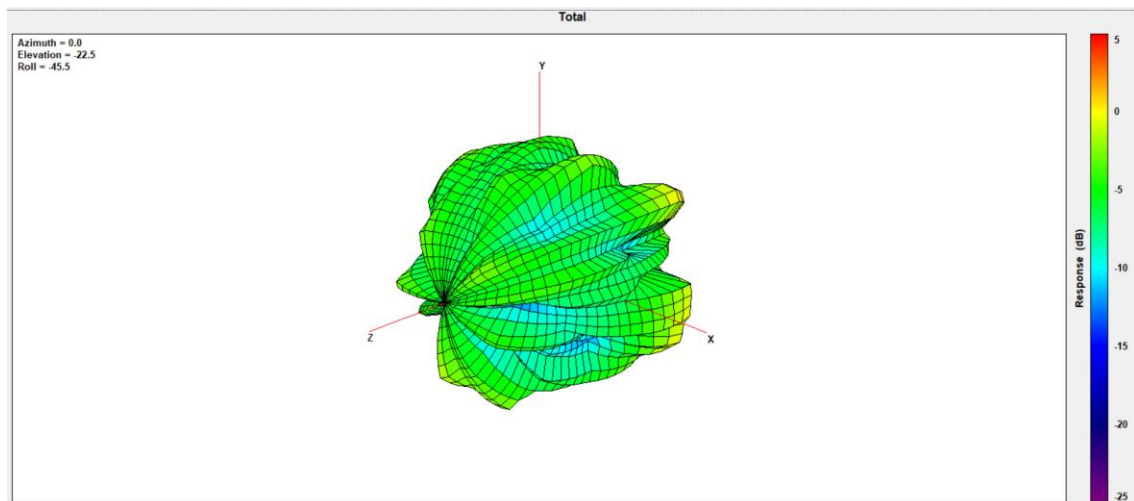 Total
Azimuth = 0.0
Elevation = -22.5
Roll = -45.5
Y
Z
X
5
0
-5
-10
-15
-20
-25
Response (dB)